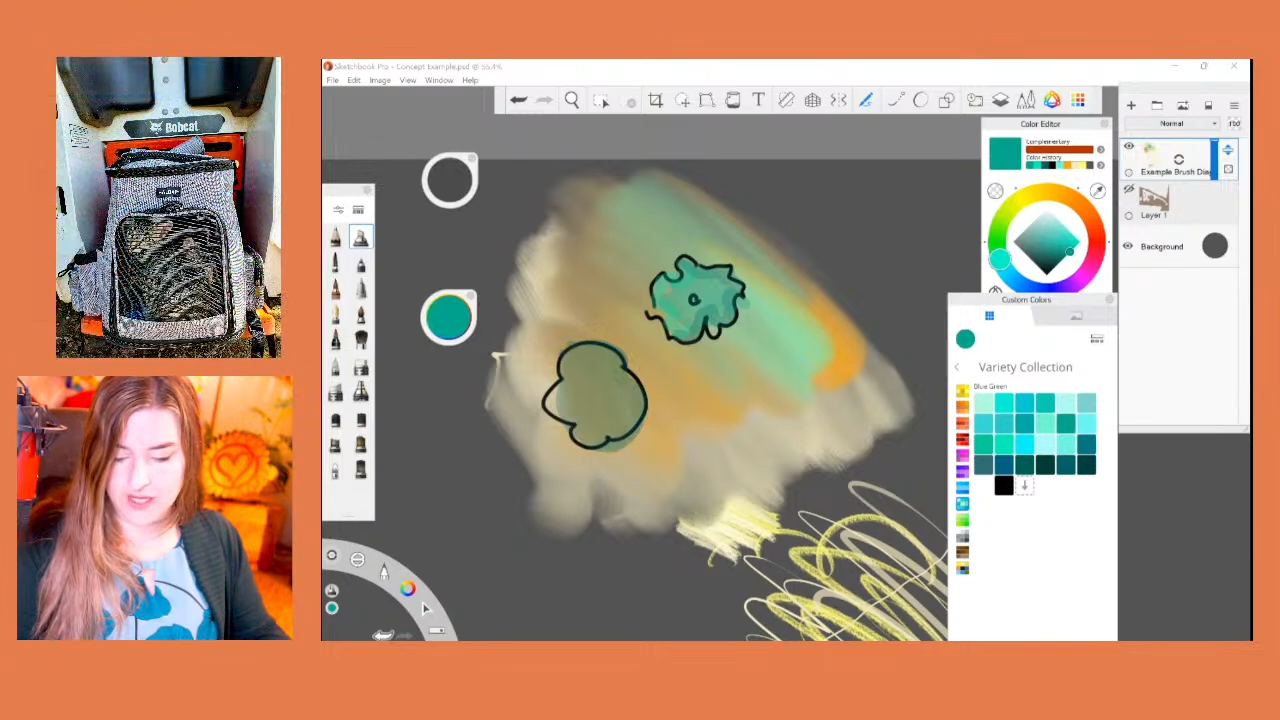 Sketchbook Pro - Concept Example.psd @ 55.4%
File Edit Image View Window Help
Bobcat
Color Editor
Complementary
Color History
Normal
Example Brush Dia
Layer 1
Background
Custom Colors
Variety Collection
Blue Green